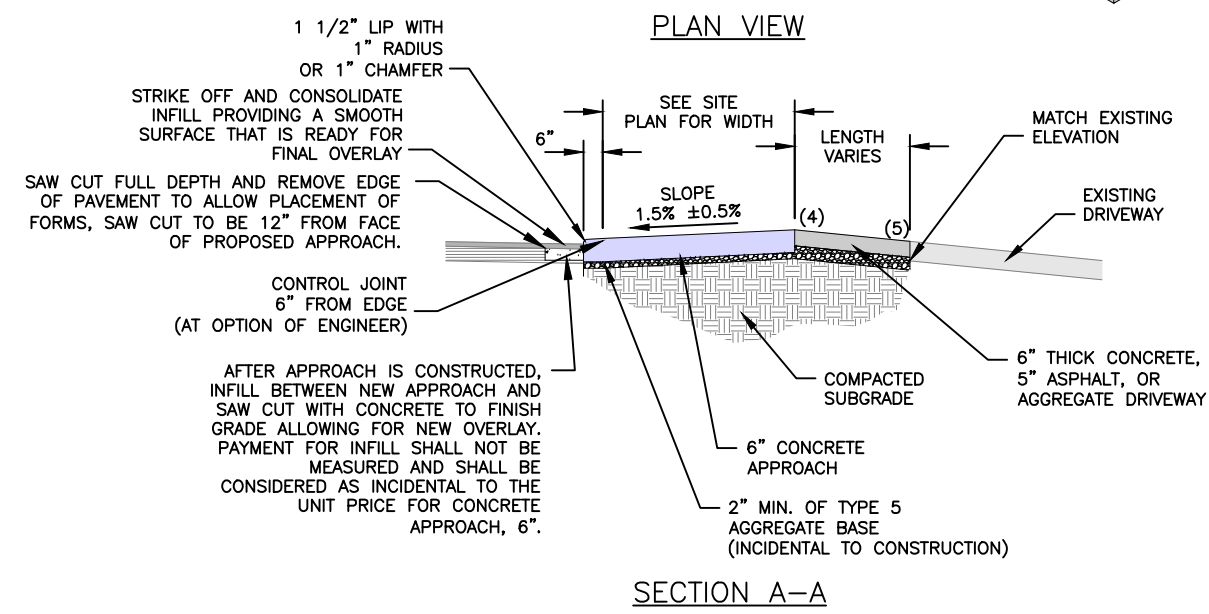 PLAN VIEW
1 1/2" LIP WITH
1" RADIUS
OR 1" CHAMFER
STRIKE OFF AND CONSOLIDATE
INFILL PROVIDING A SMOOTH
SURFACE THAT IS READY FOR
FINAL OVERLAY
SAW CUT FULL DEPTH AND REMOVE EDGE
OF PAVEMENT TO ALLOW PLACEMENT OF
FORMS, SAW CUT TO BE 12" FROM FACE
OF PROPOSED APPROACH.
CONTROL JOINT
6" FROM EDGE
(AT OPTION OF ENGINEER)
AFTER APPROACH IS CONSTRUCTED,
INFILL BETWEEN NEW APPROACH AND
SAW CUT WITH CONCRETE TO FINISH
GRADE ALLOWING FOR NEW OVERLAY.
PAYMENT FOR INFILL SHALL NOT BE
MEASURED AND SHALL BE
CONSIDERED AS INCIDENTAL TO THE
UNIT PRICE FOR CONCRETE
APPROACH, 6".
6"
SEE SITE
PLAN FOR WIDTH
LENGTH
VARIES
SLOPE
1.5% ±0.5%
(4)
(5)
MATCH EXISTING
ELEVATION
EXISTING
DRIVEWAY
6" THICK CONCRETE,
5" ASPHALT, OR
AGGREGATE DRIVEWAY
COMPACTED
SUBGRADE
6" CONCRETE
APPROACH
2" MIN. OF TYPE 5
AGGREGATE BASE
(INCIDENTAL TO CONSTRUCTION)
SECTION A-A